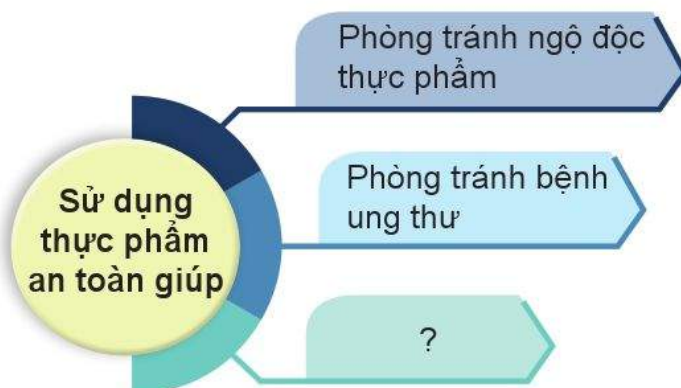 Phòng tránh ngộ độc
thực phẩm
Sử dụng
thực phẩm
an toàn giúp
Phòng tránh bệnh
ung thư
?